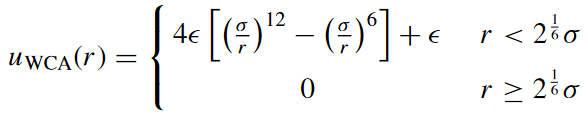 u_WCA(r) = { 4ϵ [(σ/r)^12 − (σ/r)^6] + ϵ   r < 2^(1/6) σ
0   r ≥ 2^(1/6) σ